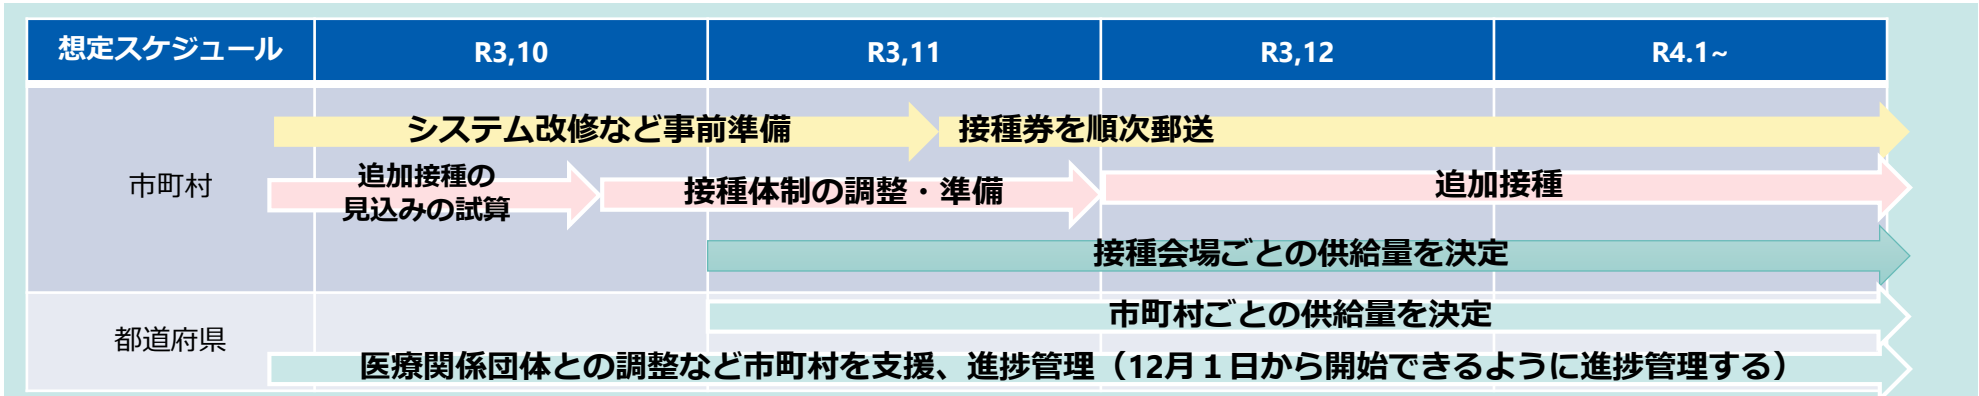 想定スケジュール R3,10 R3,11 R3,12 R4.1~
システム改修など事前準備 接種券を順次郵送
市町村
追加接種の
見込みの試算
接種体制の調整・準備
追加接種
接種会場ごとの供給量を決定
都道府県
市町村ごとの供給量を決定
医療関係団体との調整など市町村を支援、進捗管理（12月１日から開始できるように進捗管理する）